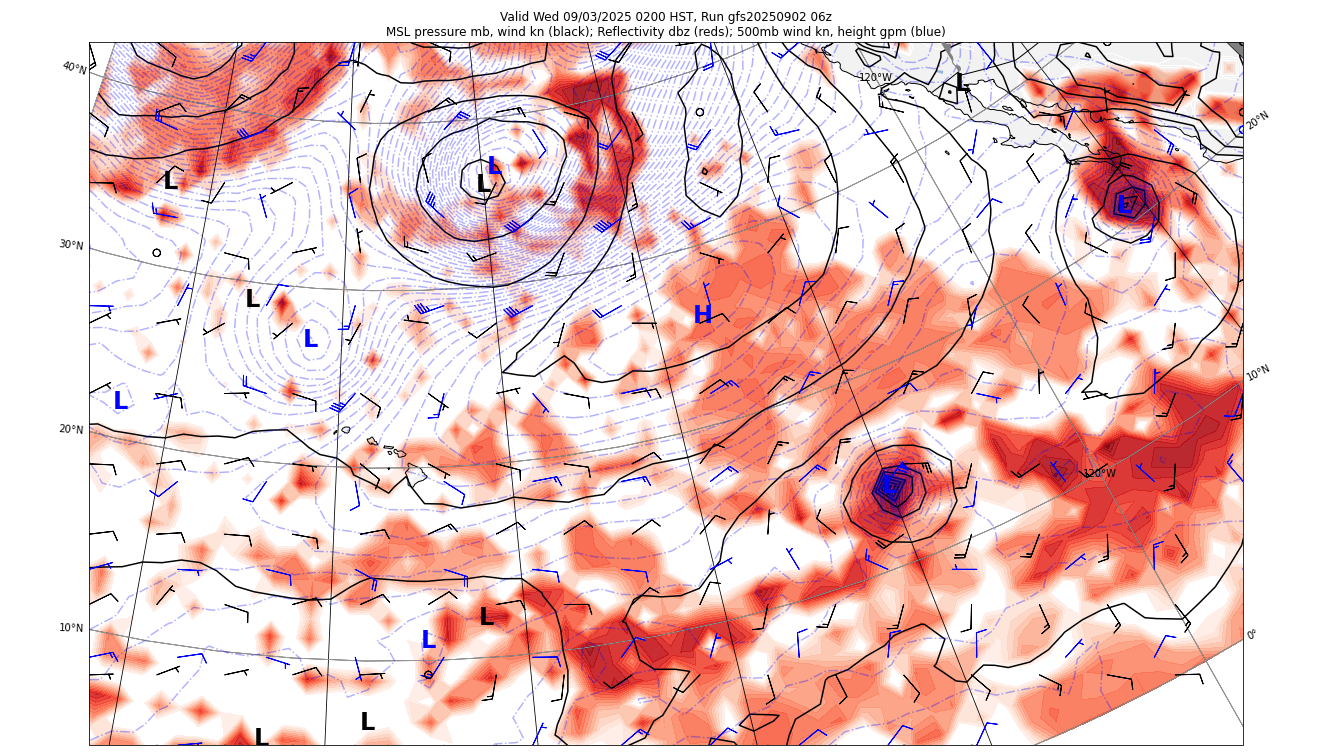 Valid Wed 09/03/2025 0200 HST, Run gfs20250902 06z
MSL pressure mb, wind kn (black); Reflectivity dbz (reds); 500mb wind kn, height gpm (blue)
40°N
120°W
L
20°N
L
L
L
L
30°N
L
H
L
10°N
L
20°N
120°W
L
10°N
L
L
0°
L
L